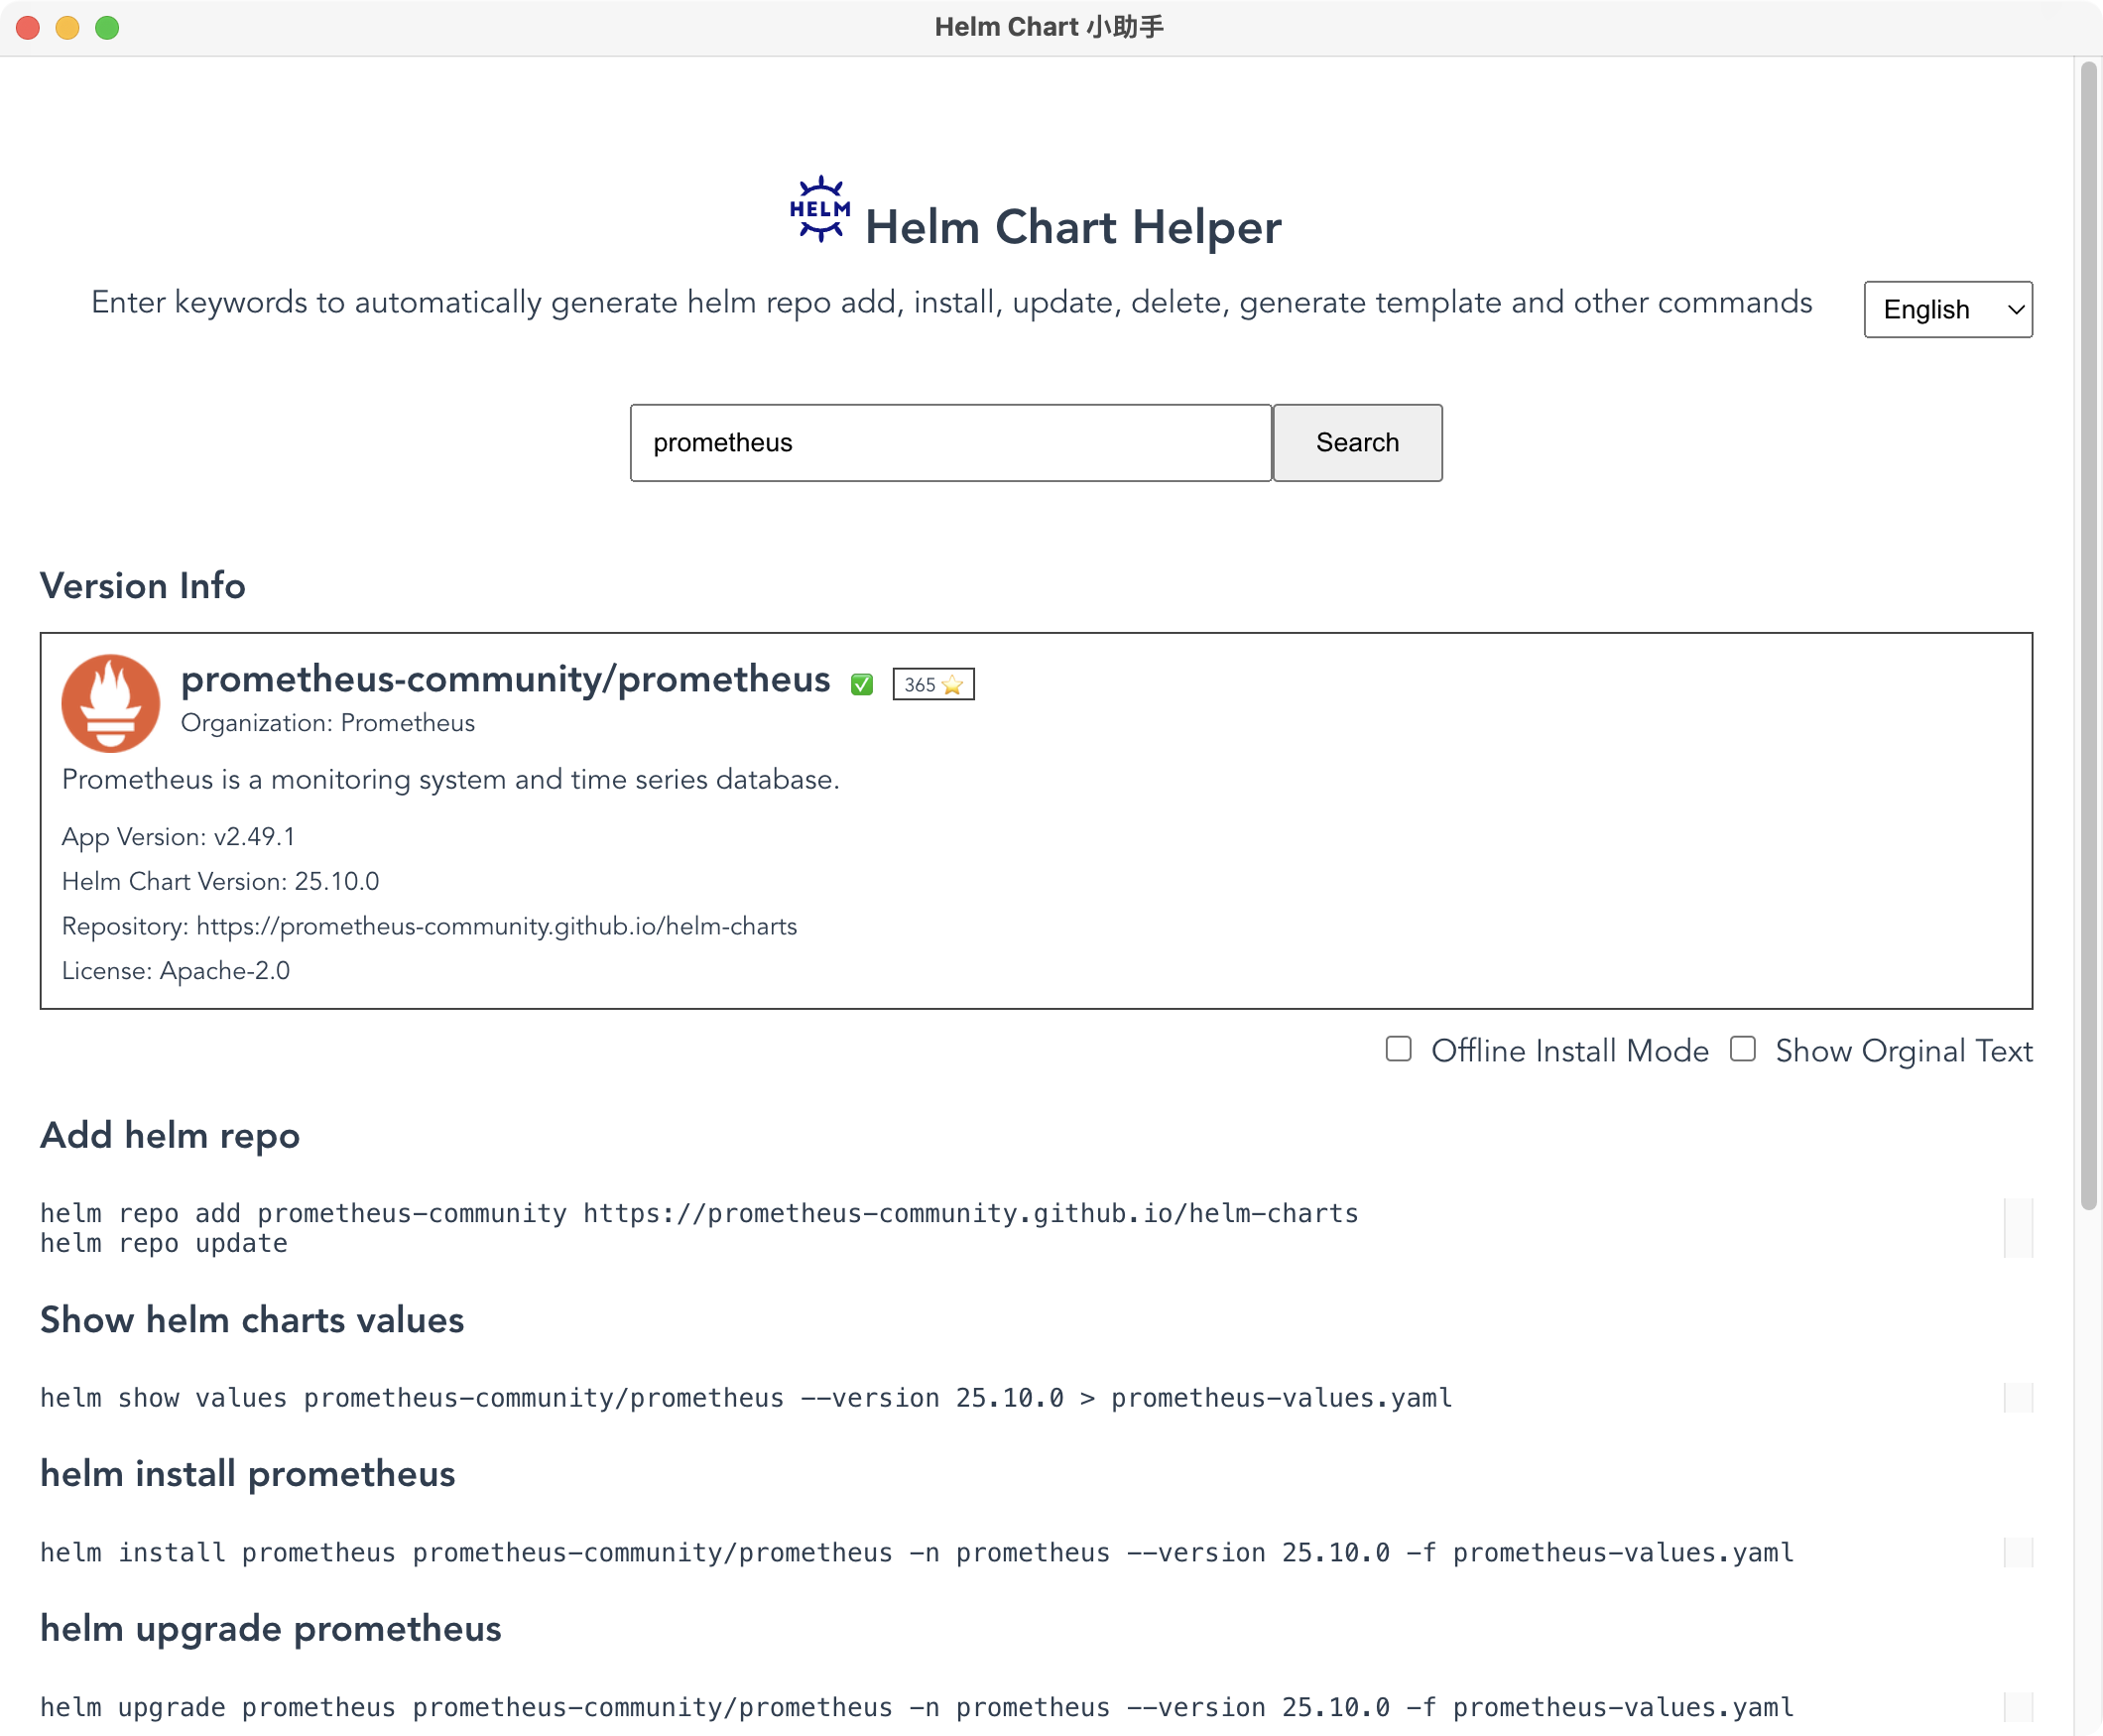 Helm Chart 小助手
HELM
Helm Chart Helper
Enter keywords to automatically generate helm repo add, install, update, delete, generate template and other commands
English
prometheus
Search
Version Info
prometheus-community/prometheus ✅ 365 ⭐
Organization: Prometheus
Prometheus is a monitoring system and time series database.
App Version: v2.49.1
Helm Chart Version: 25.10.0
Repository: https://prometheus-community.github.io/helm-charts
License: Apache-2.0
Offline Install Mode Show Orginal Text
Add helm repo
helm repo add prometheus-community https://prometheus-community.github.io/helm-charts
helm repo update
Show helm charts values
helm show values prometheus-community/prometheus --version 25.10.0 > prometheus-values.yaml
helm install prometheus
helm install prometheus prometheus-community/prometheus -n prometheus --version 25.10.0 -f prometheus-values.yaml
helm upgrade prometheus
helm upgrade prometheus prometheus-community/prometheus -n prometheus --version 25.10.0 -f prometheus-values.yaml